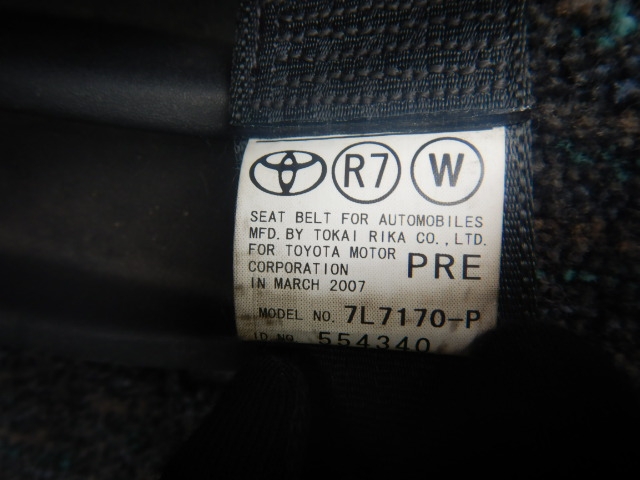 R7 W
SEAT BELT FOR AUTOMOBILES
MFD. BY TOKAI RIKA CO., LTD.
FOR TOYOTA MOTOR
CORPORATION PRE
IN MARCH 2007
MODEL NO. 7L7170-P
ID NO. 554340